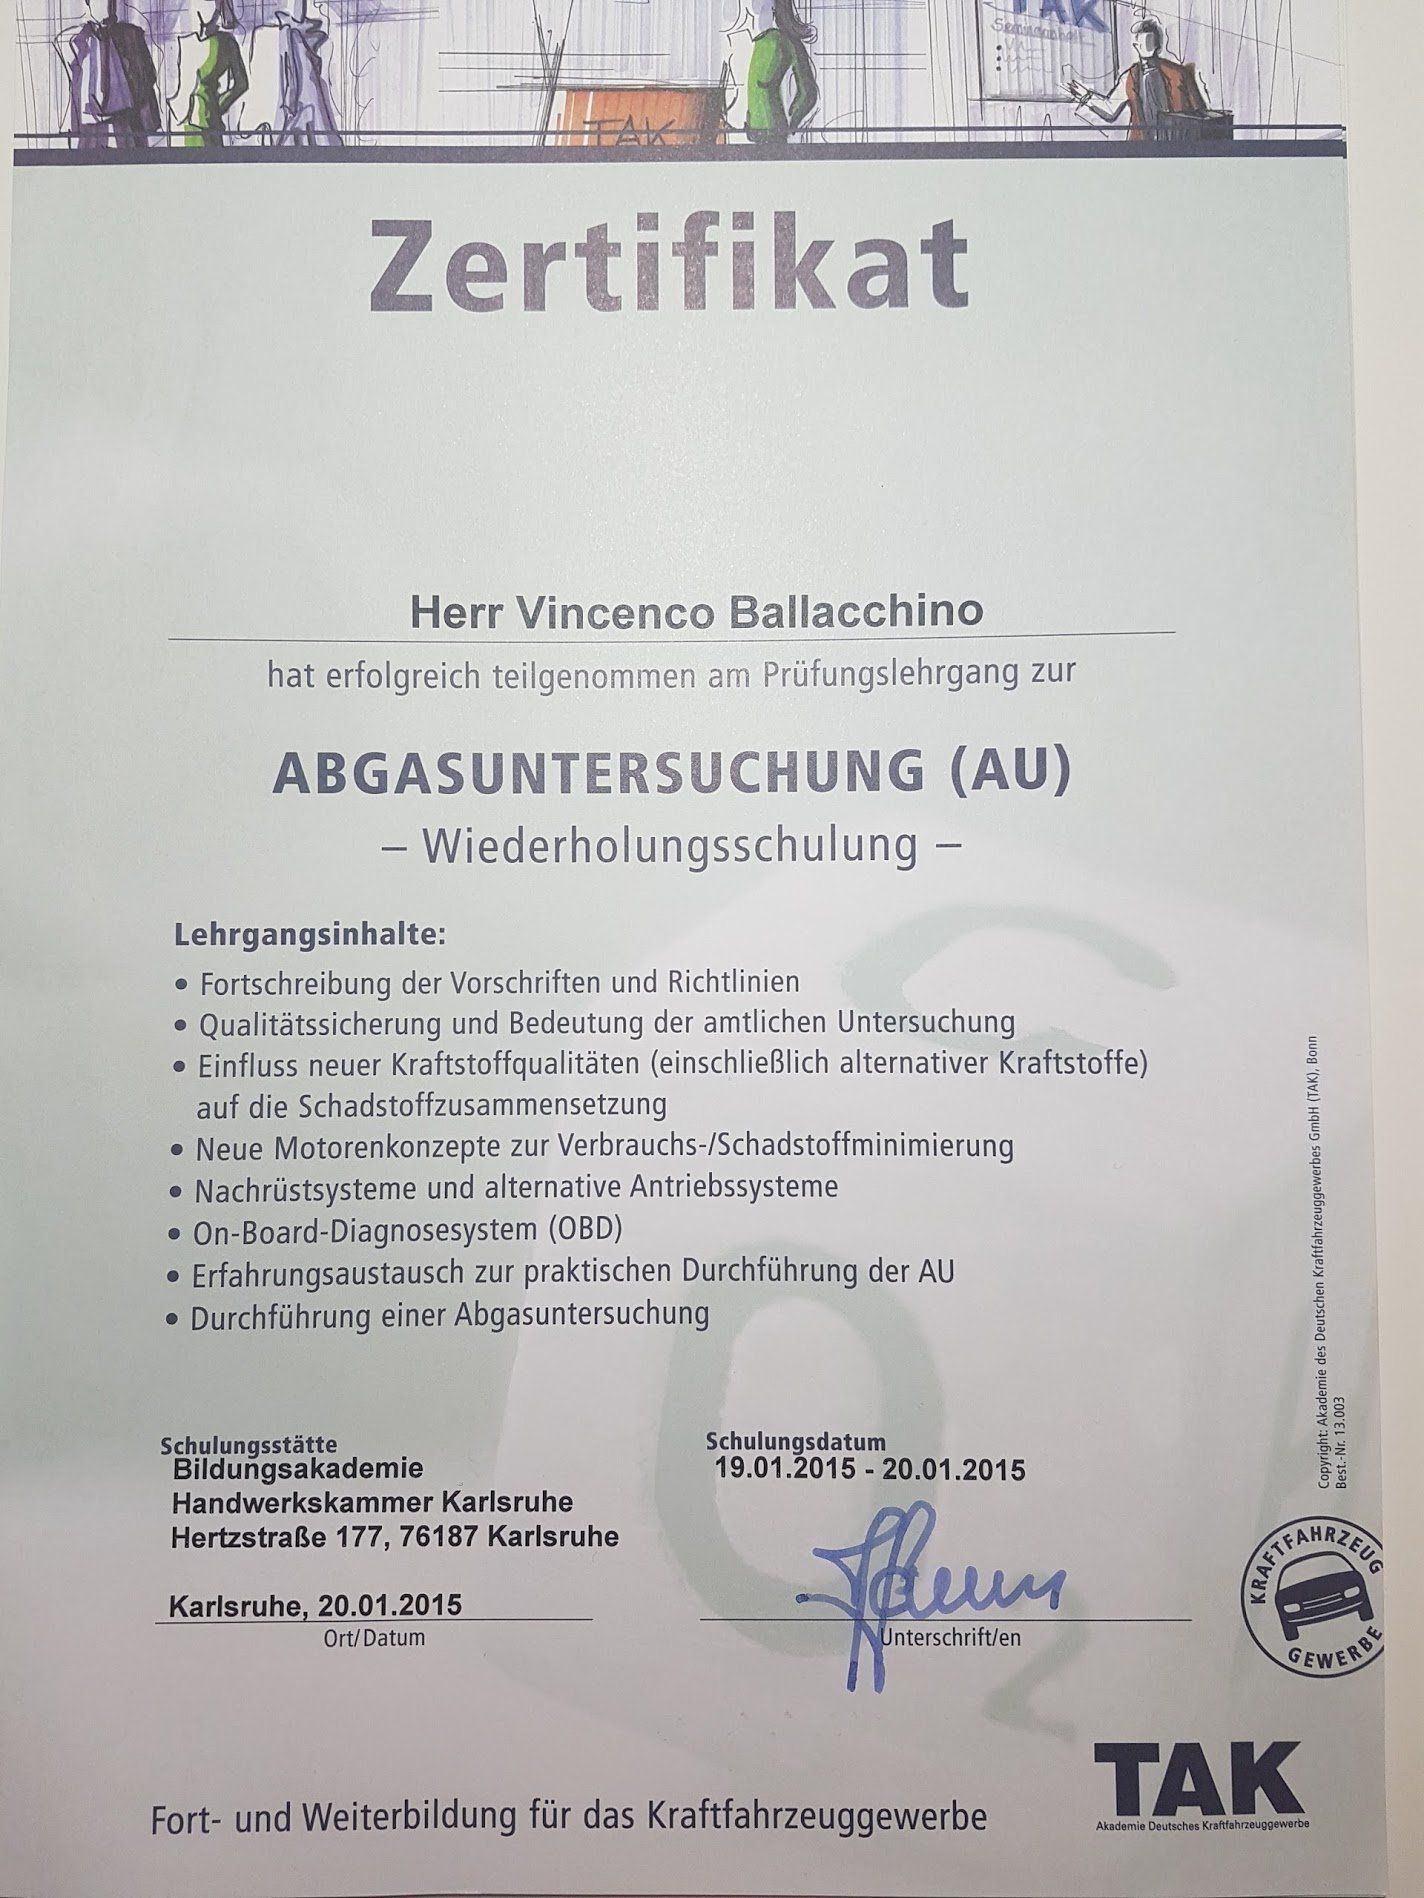 TAK
Seminarinhalt
TAK
Zertifikat
Herr Vincenco Ballacchino
hat erfolgreich teilgenommen am Prüfungslehrgang zur
ABGASUNTERSUCHUNG (AU)
– Wiederholungsschulung –
Lehrgangsinhalte:
• Fortschreibung der Vorschriften und Richtlinien
• Qualitätssicherung und Bedeutung der amtlichen Untersuchung
• Einfluss neuer Kraftstoffqualitäten (einschließlich alternativer Kraftstoffe)
auf die Schadstoffzusammensetzung
• Neue Motorenkonzepte zur Verbrauchs-/Schadstoffminimierung
• Nachrüstsysteme und alternative Antriebssysteme
• On-Board-Diagnosesystem (OBD)
• Erfahrungsaustausch zur praktischen Durchführung der AU
• Durchführung einer Abgasuntersuchung
Schulungsstätte
Bildungsakademie
Handwerkskammer Karlsruhe
Hertzstraße 177, 76187 Karlsruhe
Schulungsdatum
19.01.2015 - 20.01.2015
Karlsruhe, 20.01.2015
Ort/Datum
Unterschrift/en
Copyright: Akademie des Deutschen Kraftfahrzeuggewerbes GmbH (TAK), Bonn
Best.-Nr. 13.003
KRAFTFAHRZEUG
GEWERBE
TAK
Akademie Deutsches Kraftfahrzeuggewerbe
Fort- und Weiterbildung für das Kraftfahrzeuggewerbe